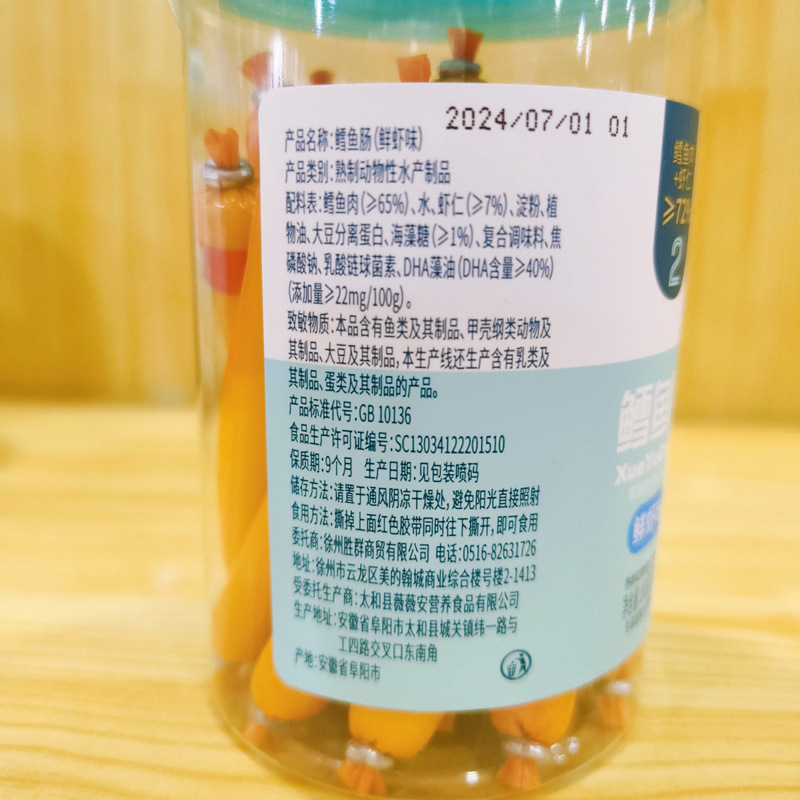 2024/07/01 01
产品名称:鳕鱼肠(鲜虾味)
产品类别:熟制动物性水产制品
配料表:鳕鱼肉(≥65%)、水、虾仁(≥7%)、淀粉、植
物油、大豆分离蛋白、海藻糖(≥1%)、复合调味料、焦
磷酸钠、乳酸链球菌素、DHA藻油(DHA含量≥40%)
(添加量≥22mg/100g)。
致敏物质:本品含有鱼类及其制品、甲壳纲类动物及
其制品、大豆及其制品,本生产线还生产含有乳类及
其制品、蛋类及其制品的产品。
产品标准代号:GB 10136
食品生产许可证编号:SC13034122201510
保质期:9个月 生产日期:见包装喷码
储存方法:请置于通风阴凉干燥处,避免阳光直接照射
食用方法:撕掉上面红色胶带同时往下撕开,即可食用
委托商:徐州胜群商贸有限公司 电话:0516-82631726
地址:徐州市云龙区美的翰城商业综合楼号楼2-1413
受委托生产商:太和县薇薇安营养食品有限公司
生产地址:安徽省阜阳市太和县城关镇纬一路与
工四路交叉口东南角
产地:安徽省阜阳市
鳕鱼肉
+虾仁
≥72%
2
鳕鱼
XueYu
鲜虾